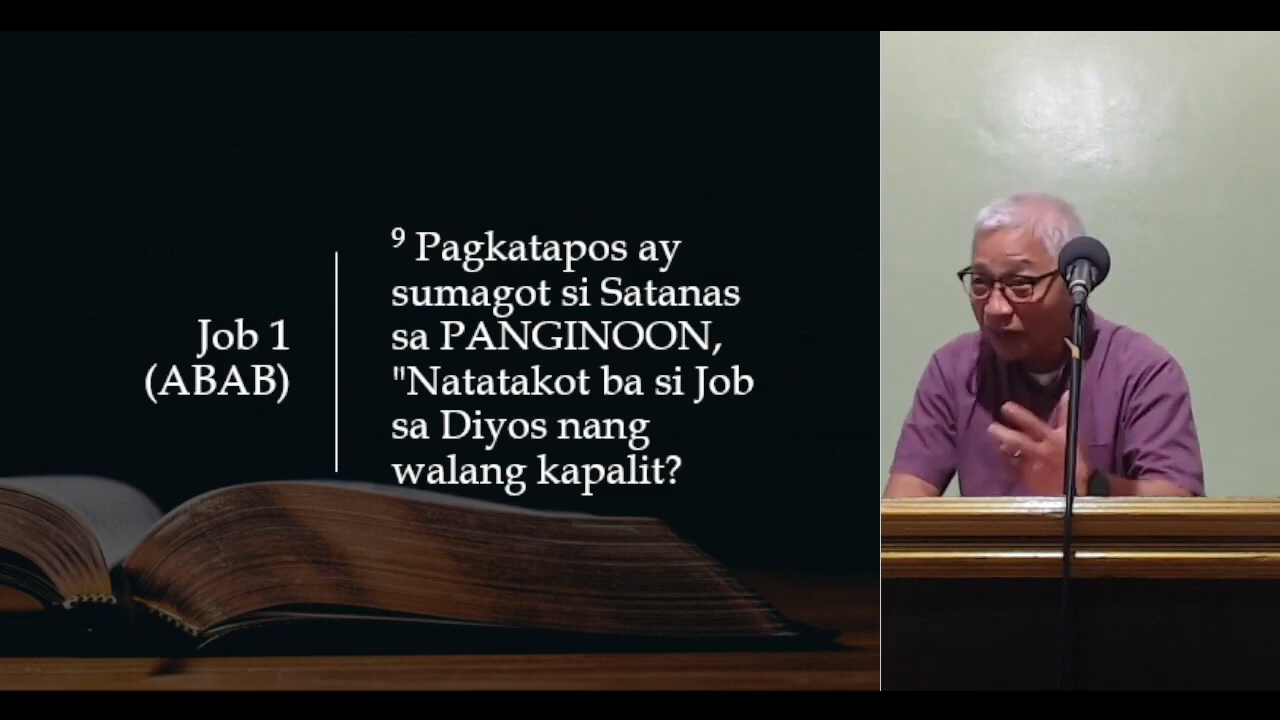 Job 1
(ABAB)
9 Pagkatapos ay
sumagot si Satanas
sa PANGINOON,
"Natatakot ba si Job
sa Diyos nang
walang kapalit?